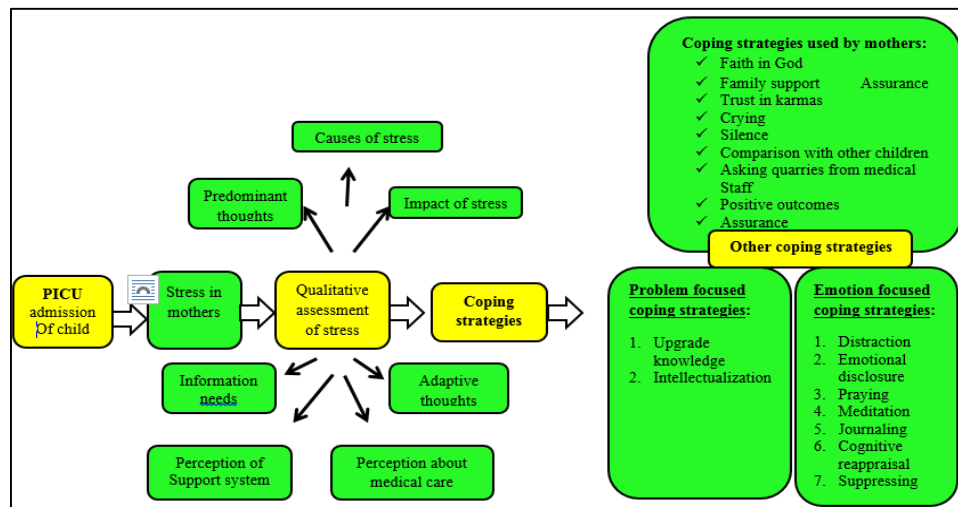 Coping strategies used by mothers:
✓ Faith in God
✓ Family support Assurance
✓ Trust in karmas
✓ Crying
✓ Silence
✓ Comparison with other children
✓ Asking quarries from medical
Staff
✓ Positive outcomes
✓ Assurance
Other coping strategies
Causes of stress
Predominant
thoughts
Impact of stress
PICU
admission
Of child
Stress in
mothers
Qualitative
assessment
of stress
Coping
strategies
Information
needs
Adaptive
thoughts
Perception of
Support system
Perception about
medical care
Problem focused
coping strategies:
1. Upgrade
knowledge
2. Intellectualization
Emotion focused
coping strategies:
1. Distraction
2. Emotional
disclosure
3. Praying
4. Meditation
5. Journaling
6. Cognitive
reappraisal
7. Suppressing